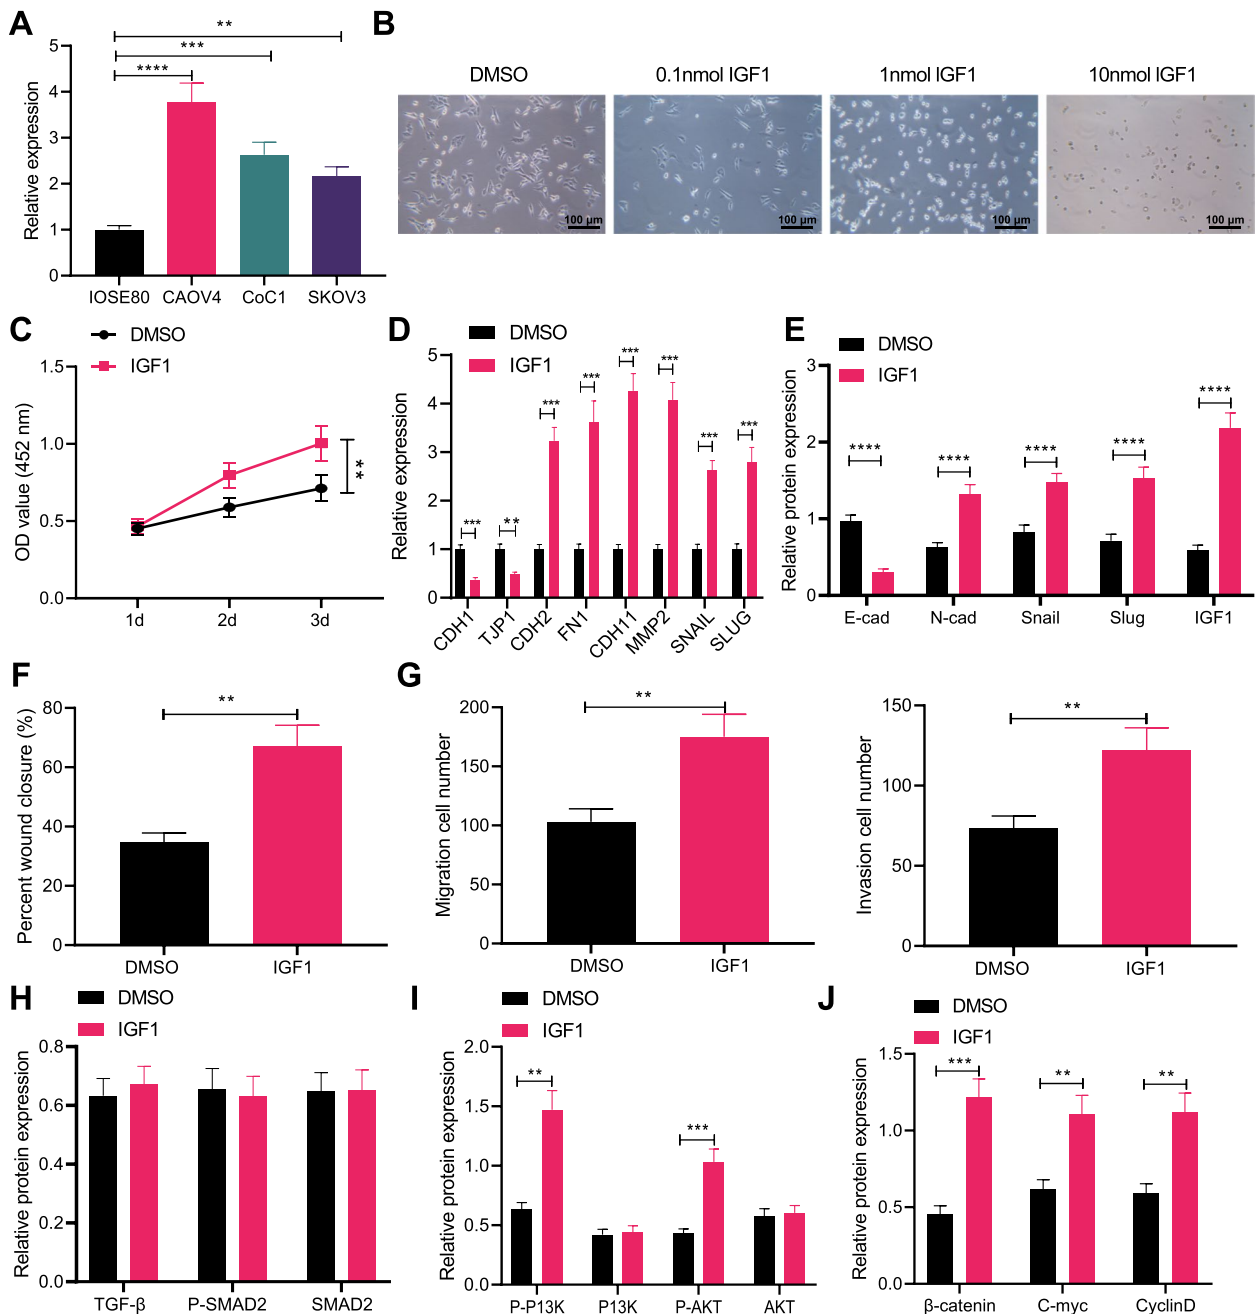 A
**
***
****
Relative expression
5
4
3
2
1
0
IOSE80 CAOV4 CoC1 SKOV3
B
DMSO 0.1nmol IGF1 1nmol IGF1 10nmol IGF1
100 μm 100 μm 100 μm 100 μm
C
DMSO
IGF1
OD value (452 nm)
1.5
1.0
0.5
0.0
**
1d 2d 3d
D
DMSO
IGF1
Relative expression
5
4
3
2
1
0
*** ** *** *** *** *** *** ***
CDH1 TJP1 CDH2 FN1 CDH11 MMP2 SNAIL SLUG
E
DMSO
IGF1
Relative protein expression
3
2
1
0
**** **** **** **** ****
E-cad N-cad Snail Slug IGF1
F
Percent wound closure (%)
80
60
40
20
0
**
DMSO IGF1
G
Migration cell number
200
150
100
50
0
**
DMSO IGF1
Invasion cell number
150
100
50
0
**
DMSO IGF1
H
DMSO
IGF1
Relative protein expression
0.8
0.6
0.4
0.2
0.0
TGF-β P-SMAD2 SMAD2
I
DMSO
IGF1
Relative protein expression
2.0
1.5
1.0
0.5
0.0
** ***
P-P13K P13K P-AKT AKT
J
DMSO
IGF1
Relative protein expression
1.5
1.0
0.5
0.0
*** ** **
β-catenin C-myc CyclinD